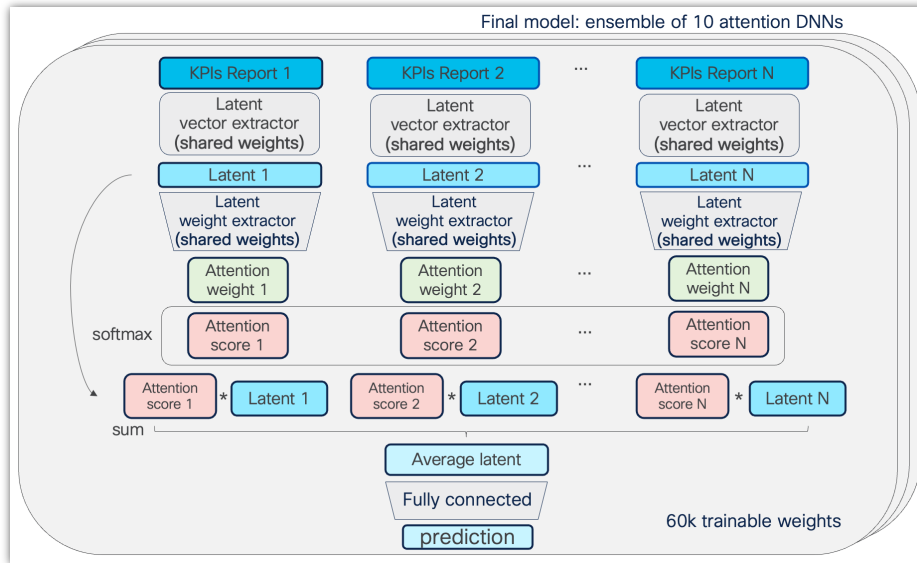 Final model: ensemble of 10 attention DNNs
KPIs Report 1
KPIs Report 2
...
KPIs Report N
Latent
vector extractor
(shared weights)
Latent
vector extractor
(shared weights)
Latent
vector extractor
(shared weights)
...
Latent 1
Latent 2
Latent N
Latent
weight extractor
(shared weights)
Latent
weight extractor
(shared weights)
Latent
weight extractor
(shared weights)
Attention
weight 1
Attention
weight 2
...
Attention
weight N
softmax
Attention
score 1
Attention
score 2
...
Attention
score N
Attention
score 1
*
Latent 1
Attention
score 2
*
Latent 2
...
Attention
score N
*
Latent N
sum
Average latent
Fully connected
60k trainable weights
prediction